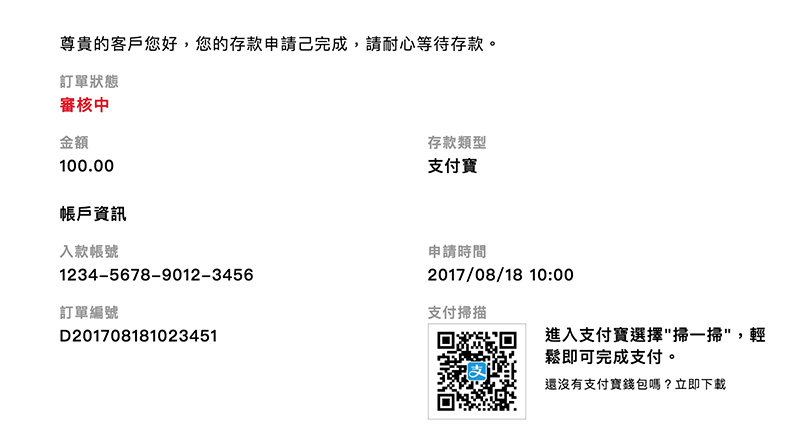 尊貴的客戶您好，您的存款申請己完成，請耐心等待存款。
訂單狀態
審核中
金額
100.00
存款類型
支付寶
帳戶資訊
入款帳號
1234-5678-9012-3456
申請時間
2017/08/18 10:00
訂單編號
D201708181023451
支付掃描
支
進入支付寶選擇"掃一掃"，輕
鬆即可完成支付。
還沒有支付寶錢包嗎？立即下載